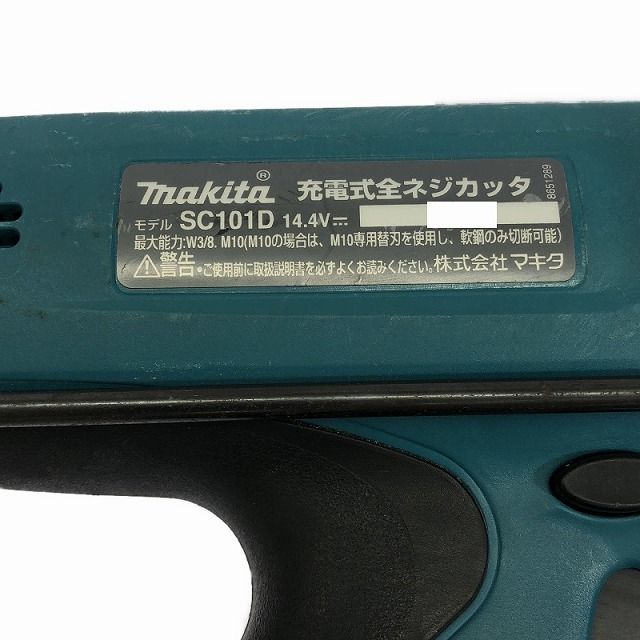 makita® 充電式全ネジカッタ
モデル SC101D 14.4V⎓
最大能力:W3/8. M10(M10の場合は、M10専用替刃を使用し、軟鋼のみ切断可能)
⚠警告・ご使用前に取扱説明書を必ずよくお読みください。株式会社マキタ
8651269